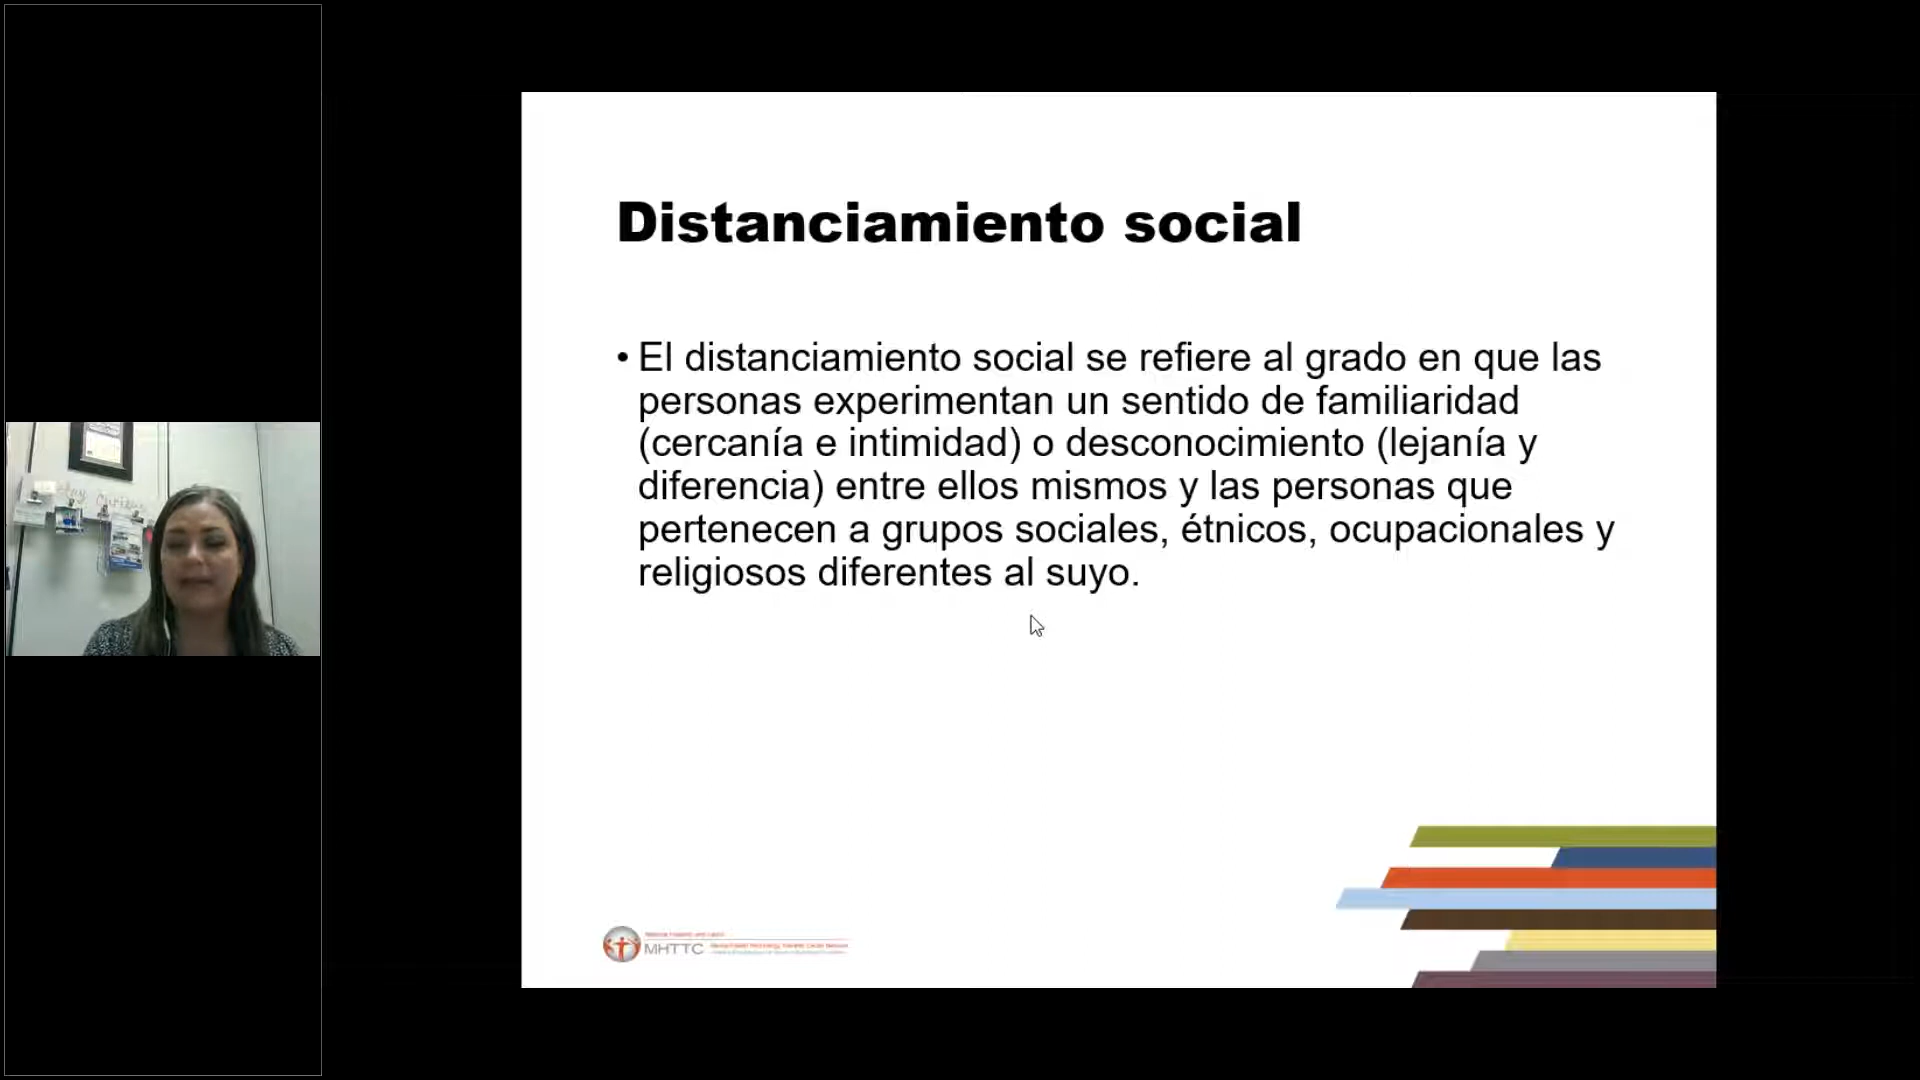 Distanciamiento social
• El distanciamiento social se refiere al grado en que las
personas experimentan un sentido de familiaridad
(cercanía e intimidad) o desconocimiento (lejanía y
diferencia) entre ellos mismos y las personas que
pertenecen a grupos sociales, étnicos, ocupacionales y
religiosos diferentes al suyo.
MHTTC